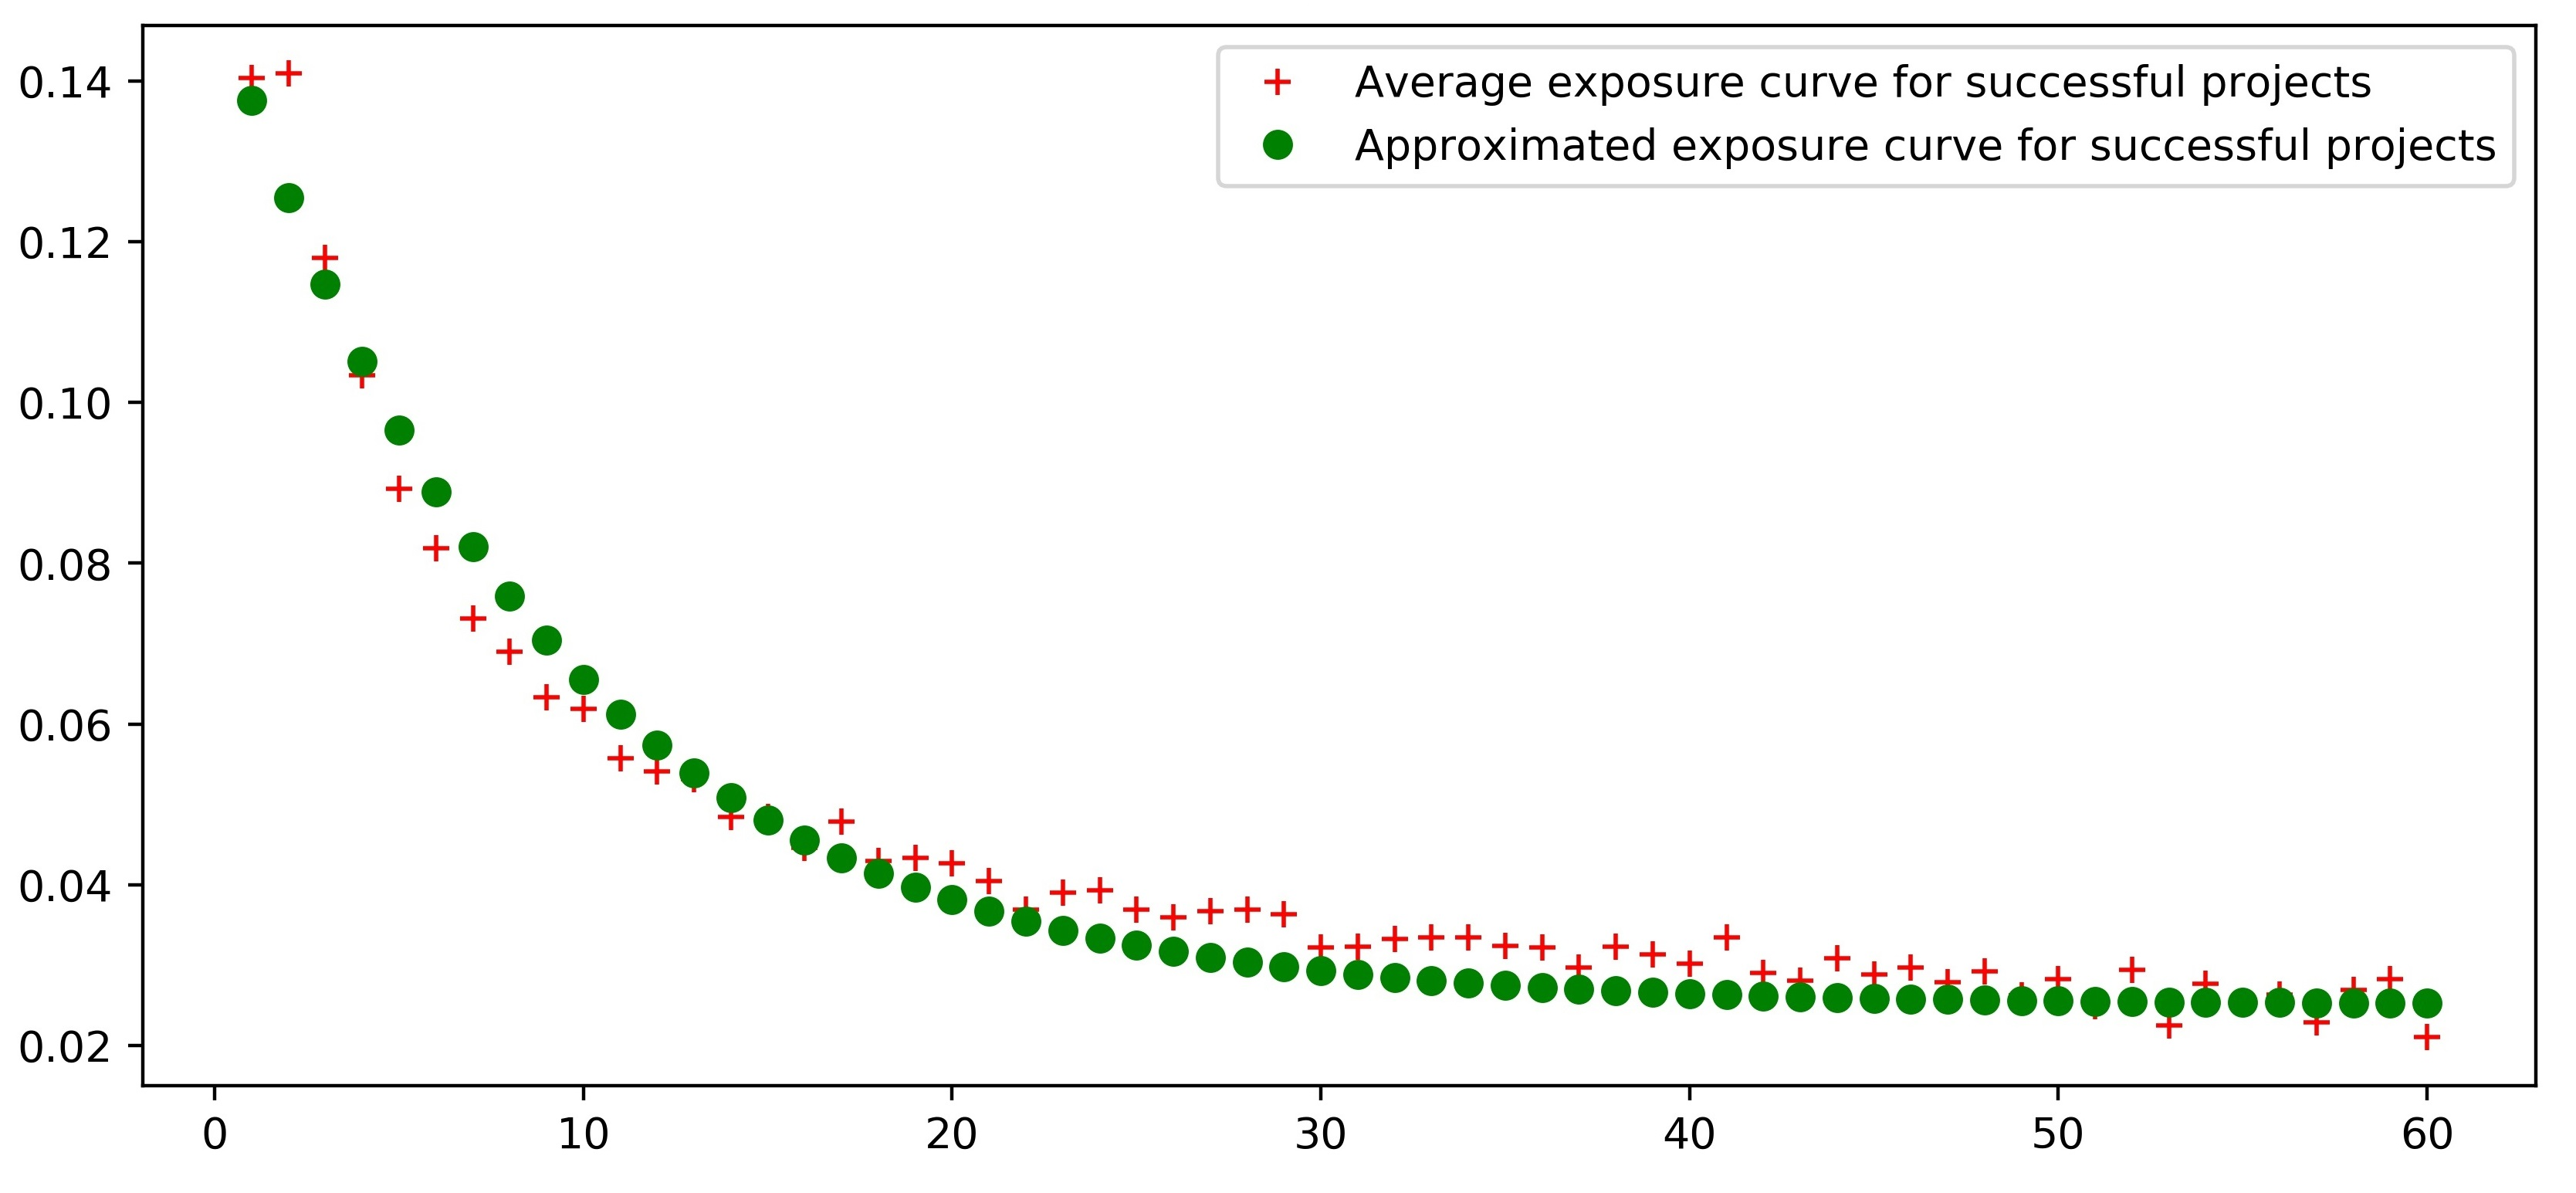 Average exposure curve for successful projects
Approximated exposure curve for successful projects
0.14
0.12
0.10
0.08
0.06
0.04
0.02
0 10 20 30 40 50 60